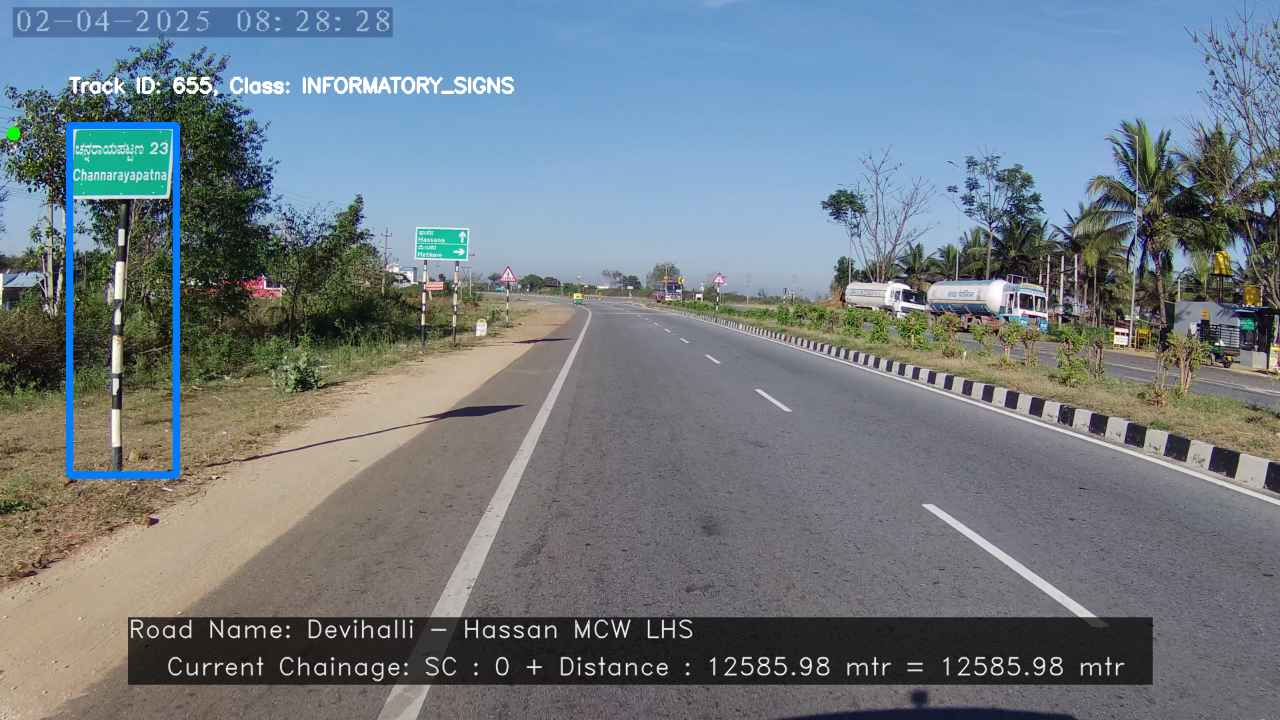 02-04-2025 08:28:28
Track ID: 655, Class: INFORMATORY_SIGNS
ಚನ್ನರಾಯಪಟ್ಟಣ 23
Channarayapatna
ಹಾಸನ
Hassana
Road Name: Devihalli - Hassan MCW LHS
Current Chainage: SC : 0 + Distance : 12585.98 mtr = 12585.98 mtr